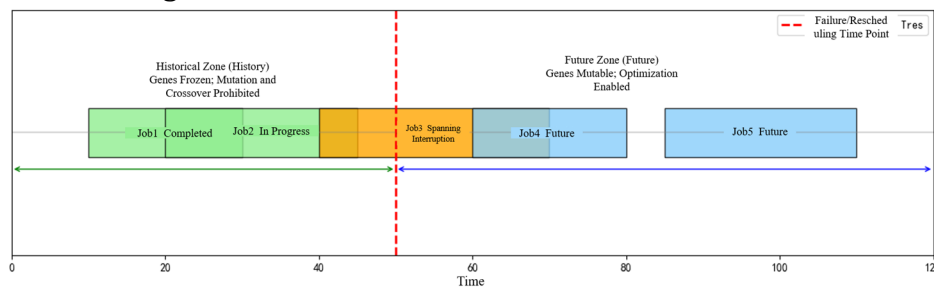 Failure/Resched
uling Time Point
Tres
Historical Zone (History)
Genes Frozen; Mutation and
Crossover Prohibited
Future Zone (Future)
Genes Mutable; Optimization
Enabled
Job1 Completed
Job2 In Progress
Job3 Spanning
Interruption
Job4 Future
Job5 Future
0 20 40 60 80 100 12
Time